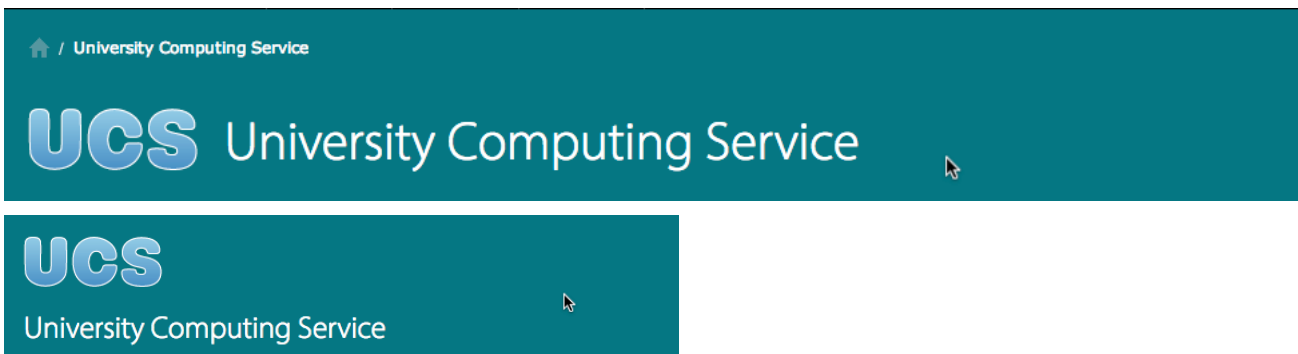 / University Computing Service
UCS University Computing Service
UCS
University Computing Service